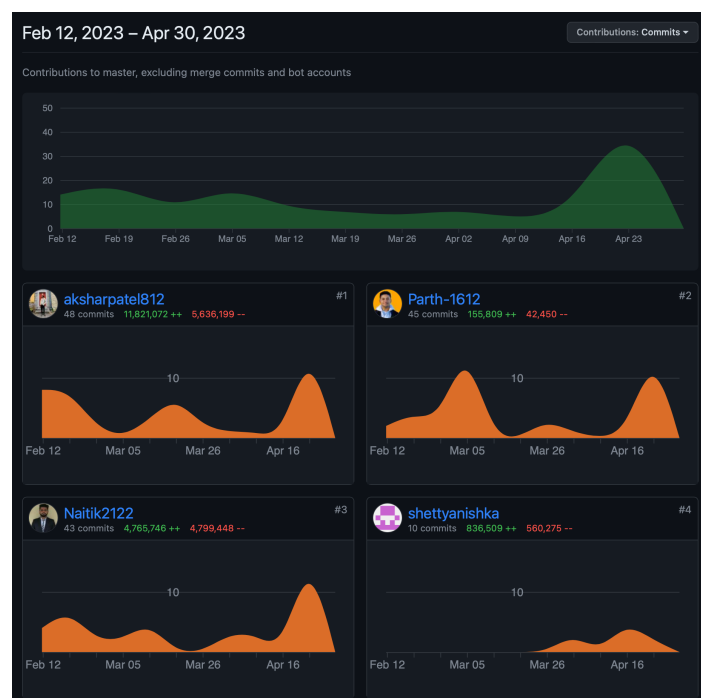 Feb 12, 2023 – Apr 30, 2023
Contributions: Commits
Contributions to master, excluding merge commits and bot accounts
50
40
30
20
10
0
Feb 12 Feb 19 Feb 26 Mar 05 Mar 12 Mar 19 Mar 26 Apr 02 Apr 09 Apr 16 Apr 23
aksharpatel812 #1
48 commits 11,821,072 ++ 5,636,199 --
10
Feb 12 Mar 05 Mar 26 Apr 16
Parth-1612 #2
45 commits 155,809 ++ 42,450 --
10
Feb 12 Mar 05 Mar 26 Apr 16
Naitik2122 #3
43 commits 4,765,746 ++ 4,799,448 --
10
Feb 12 Mar 05 Mar 26 Apr 16
shettyanishka #4
10 commits 836,509 ++ 560,275 --
10
Feb 12 Mar 05 Mar 26 Apr 16